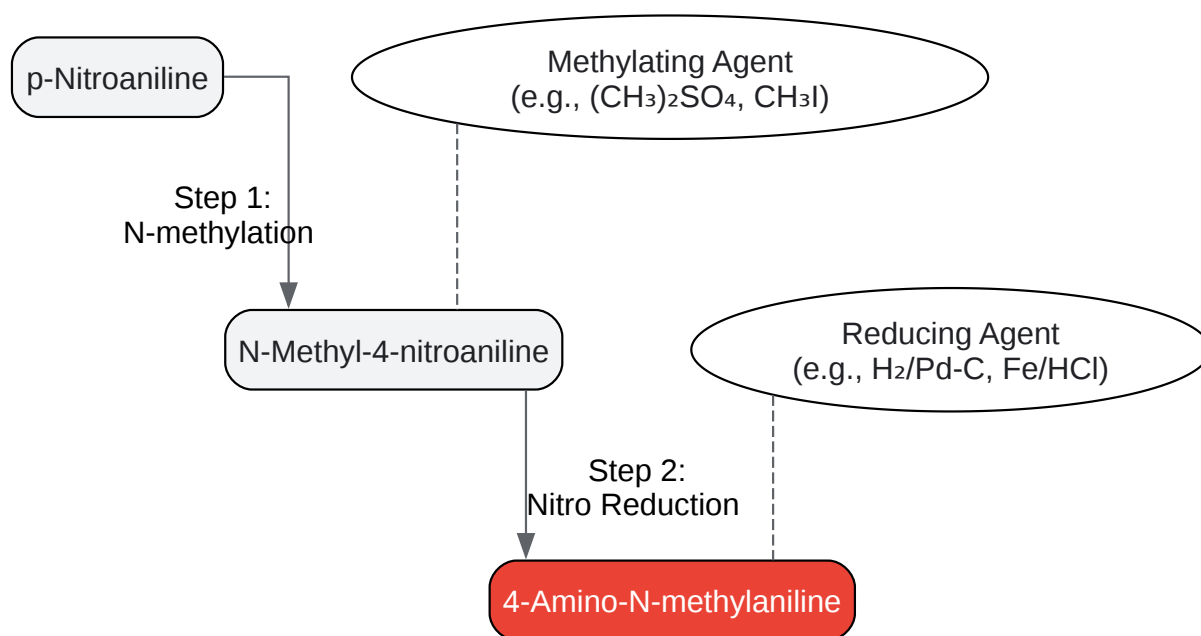 p-Nitroaniline
Methylating Agent
(e.g., (CH₃)₂SO₄, CH₃I)
Step 1:
N-methylation
N-Methyl-4-nitroaniline
Reducing Agent
(e.g., H₂/Pd-C, Fe/HCl)
Step 2:
Nitro Reduction
4-Amino-N-methylaniline